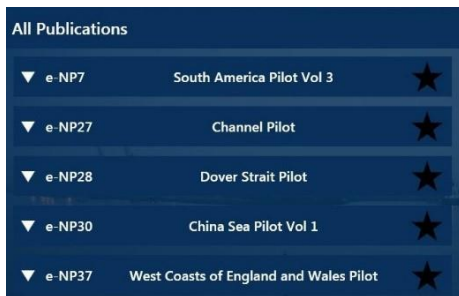 All Publications
e-NP7 South America Pilot Vol 3
e-NP27 Channel Pilot
e-NP28 Dover Strait Pilot
e-NP30 China Sea Pilot Vol 1
e-NP37 West Coasts of England and Wales Pilot